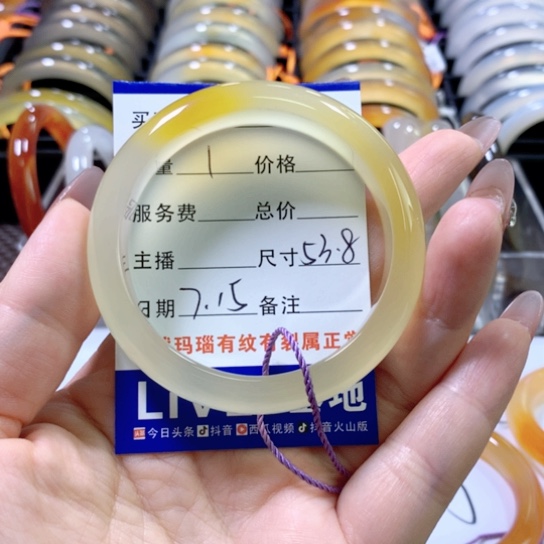 买
量 1 价格
服务费 总价
主播 尺寸 53.8
日期 7.15 备注
玛瑙有纹有裂属正常
LIV 地
今日头条 抖音 西瓜视频 抖音火山版